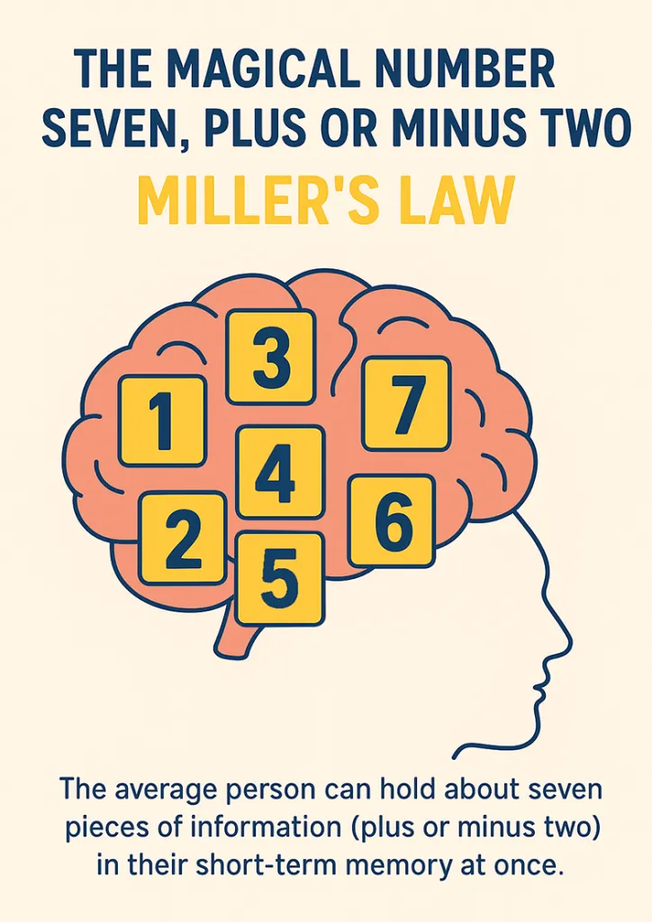 THE MAGICAL NUMBER
SEVEN, PLUS OR MINUS TWO
MILLER'S LAW
3
7
1
4
6
2
5
The average person can hold about seven
pieces of information (plus or minus two)
in their short-term memory at once.